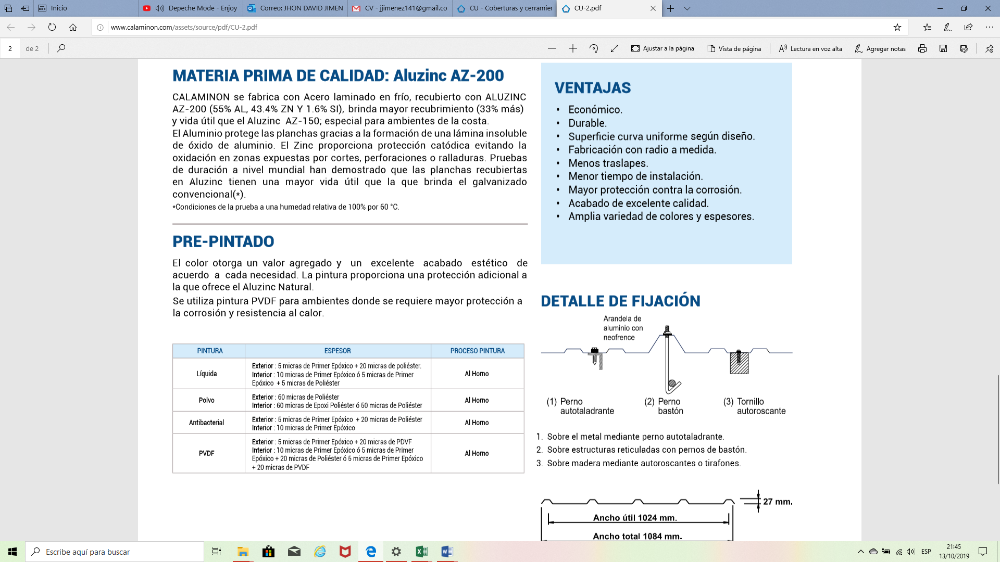 Inicio
Depeche Mode - Enjoy
Correo: JHON DAVID JIMEN
CV - jjimenez141@gmail.co
CU - Coberturas y cerramier
CU-2.pdf
www.calaminon.com/assets/source/pdf/CU-2.pdf
2 de 2
Ajustar a la página
Vista de página
Lectura en voz alta
Agregar notas
MATERIA PRIMA DE CALIDAD: Aluzinc AZ-200
CALAMINON se fabrica con Acero laminado en frío, recubierto con ALUZINC
AZ-200 (55% AL, 43.4% ZN Y 1.6% SI), brinda mayor recubrimiento (33% más)
y vida útil que el Aluzinc AZ-150; especial para ambientes de la costa.
El Aluminio protege las planchas gracias a la formación de una lámina insoluble
de óxido de aluminio. El Zinc proporciona protección catódica evitando la
oxidación en zonas expuestas por cortes, perforaciones o ralladuras. Pruebas
de duración a nivel mundial han demostrado que las planchas recubiertas
en Aluzinc tienen una mayor vida útil que la que brinda el galvanizado
convencional(*).
*Condiciones de la prueba a una humedad relativa de 100% por 60 °C.
PRE-PINTADO
El color otorga un valor agregado y un excelente acabado estético de
acuerdo a cada necesidad. La pintura proporciona una protección adicional a
la que ofrece el Aluzinc Natural.
Se utiliza pintura PVDF para ambientes donde se requiere mayor protección a
la corrosión y resistencia al calor.
PINTURA ESPESOR PROCESO PINTURA
Líquida
Exterior : 5 micras de Primer Epóxico + 20 micras de poliéster.
Interior : 10 micras de Primer Epóxico ó 5 micras de Primer
Epóxico + 5 micras de Poliéster
Al Horno
Polvo
Exterior : 60 micras de Poliéster
Interior : 60 micras de Epoxi Poliéster ó 50 micras de Poliéster
Al Horno
Antibacterial
Exterior : 5 micras de Primer Epóxico + 20 micras de Poliéster
Interior : 10 micras de Primer Epóxico
Al Horno
PVDF
Exterior : 5 micras de Primer Epóxico + 20 micras de PDVF
Interior : 10 micras de Primer Epóxico ó 5 micras de Primer
Epóxico + 20 micras de Poliéster ó 5 micras de Primer Epóxico
+ 20 micras de PVDF
Al Horno
VENTAJAS
• Económico.
• Durable.
• Superficie curva uniforme según diseño.
• Fabricación con radio a medida.
• Menos traslapes.
• Menor tiempo de instalación.
• Mayor protección contra la corrosión.
• Acabado de excelente calidad.
• Amplia variedad de colores y espesores.
DETALLE DE FIJACIÓN
Arandela de
aluminio con
neofrence
(1) Perno
autotaladrante
(2) Perno
bastón
(3) Tornillo
autoroscante
1. Sobre el metal mediante perno autotaladrante.
2. Sobre estructuras reticuladas con pernos de bastón.
3. Sobre madera mediante autoroscantes o tirafones.
27 mm.
Ancho útil 1024 mm.
Ancho total 1084 mm.
Escribe aquí para buscar
ESP
21:45
13/10/2019